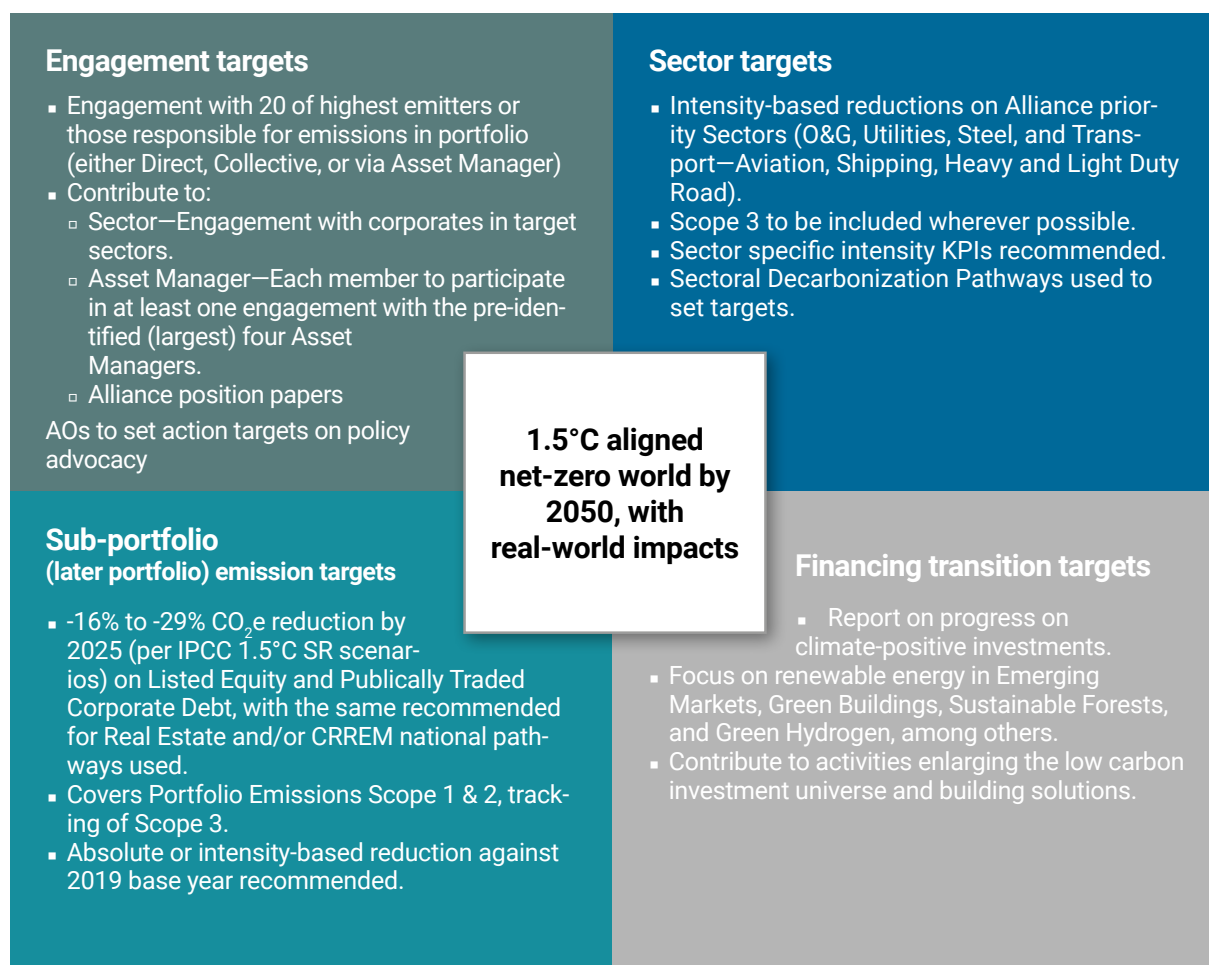 Engagement targets
▪ Engagement with 20 of highest emitters or
those responsible for emissions in portfolio
(either Direct, Collective, or via Asset Manager)
▪ Contribute to:
▫ Sector—Engagement with corporates in target
sectors.
▫ Asset Manager—Each member to participate
in at least one engagement with the pre-iden-
tified (largest) four Asset
Managers.
▫ Alliance position papers
AOs to set action targets on policy
advocacy
Sector targets
▪ Intensity-based reductions on Alliance prior-
ity Sectors (O&G, Utilities, Steel, and Trans-
port—Aviation, Shipping, Heavy and Light Duty
Road).
▪ Scope 3 to be included wherever possible.
▪ Sector specific intensity KPIs recommended.
▪ Sectoral Decarbonization Pathways used to
set targets.
1.5°C aligned
net-zero world by
2050, with
real-world impacts
Sub-portfolio
(later portfolio) emission targets
▪ -16% to -29% CO₂e reduction by
2025 (per IPCC 1.5°C SR scenar-
ios) on Listed Equity and Publically Traded
Corporate Debt, with the same recommended
for Real Estate and/or CRREM national path-
ways used.
▪ Covers Portfolio Emissions Scope 1 & 2, track-
ing of Scope 3.
▪ Absolute or intensity-based reduction against
2019 base year recommended.
Financing transition targets
▪ Report on progress on
climate-positive investments.
▪ Focus on renewable energy in Emerging
Markets, Green Buildings, Sustainable Forests,
and Green Hydrogen, among others.
▪ Contribute to activities enlarging the low carbon
investment universe and building solutions.